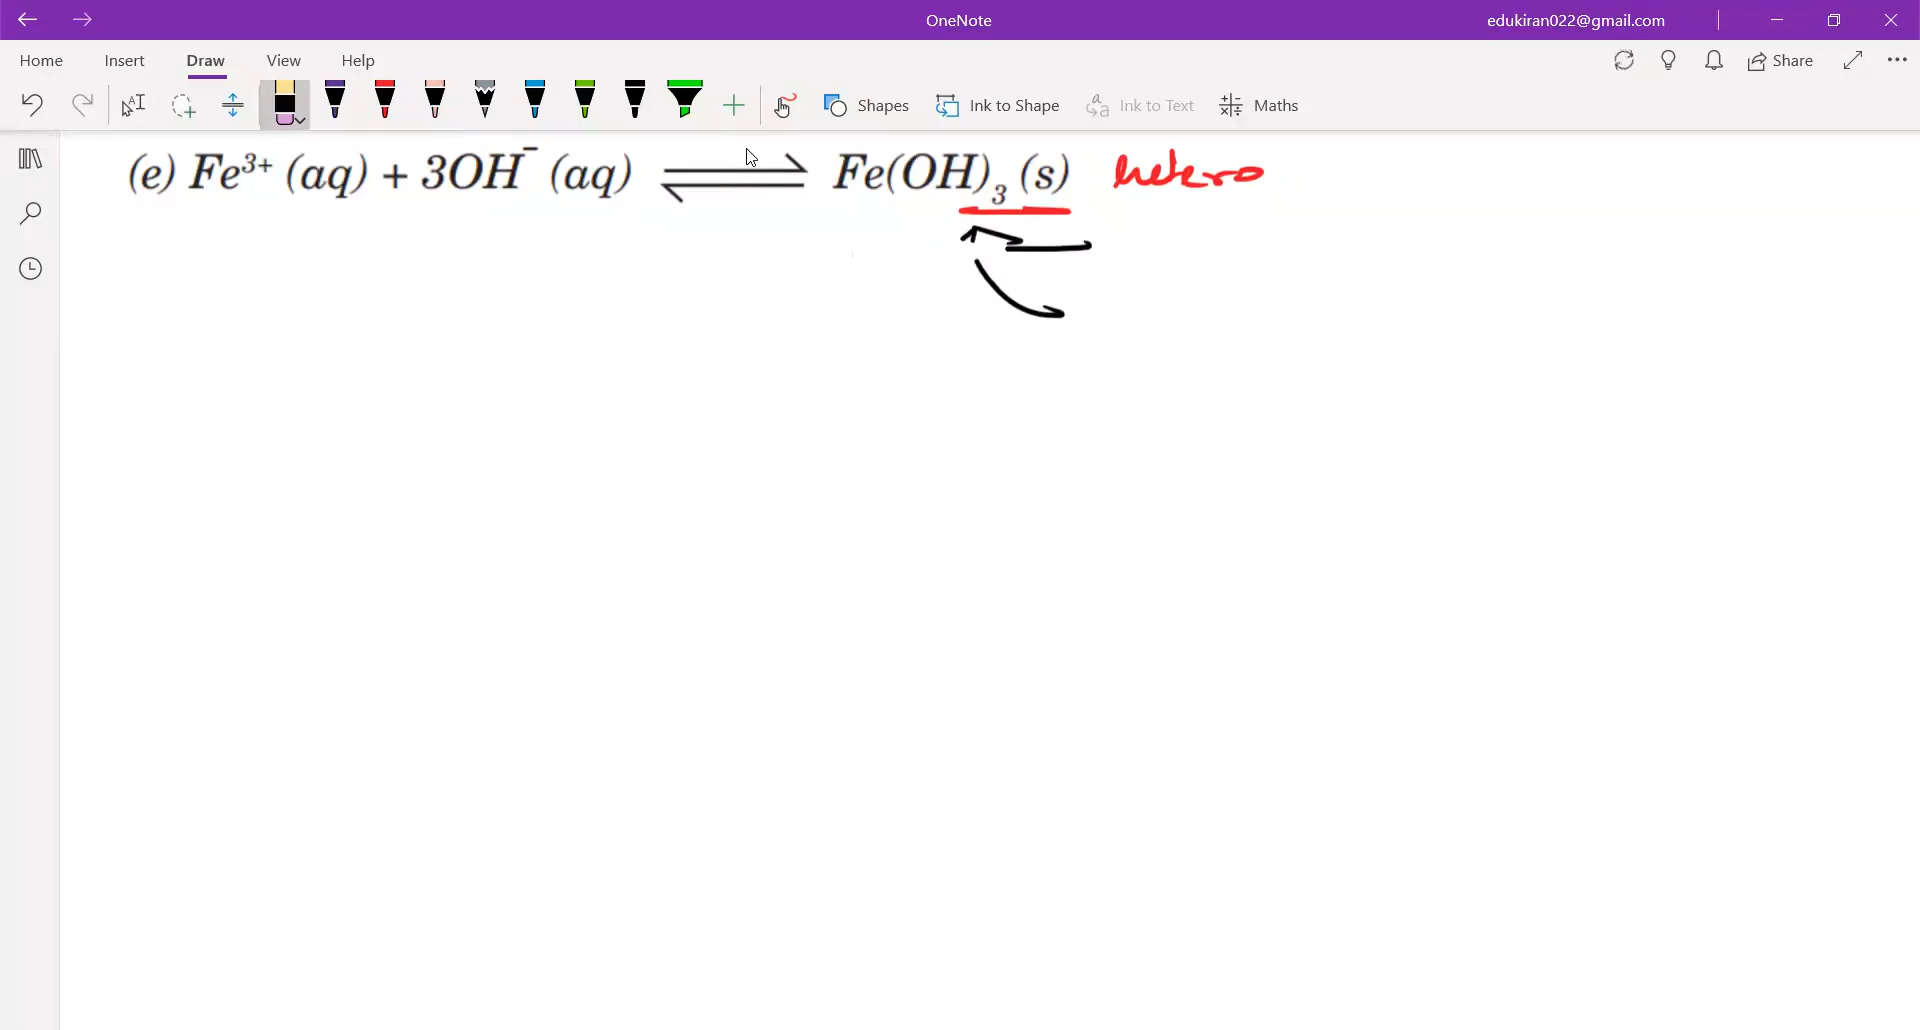 OneNote
edukiran022@gmail.com
Home Insert Draw View Help
Share
Shapes Ink to Shape Ink to Text Maths
(e) Fe³⁺ (aq) + 3OH⁻ (aq) ⇌ Fe(OH)₃ (s) hetero